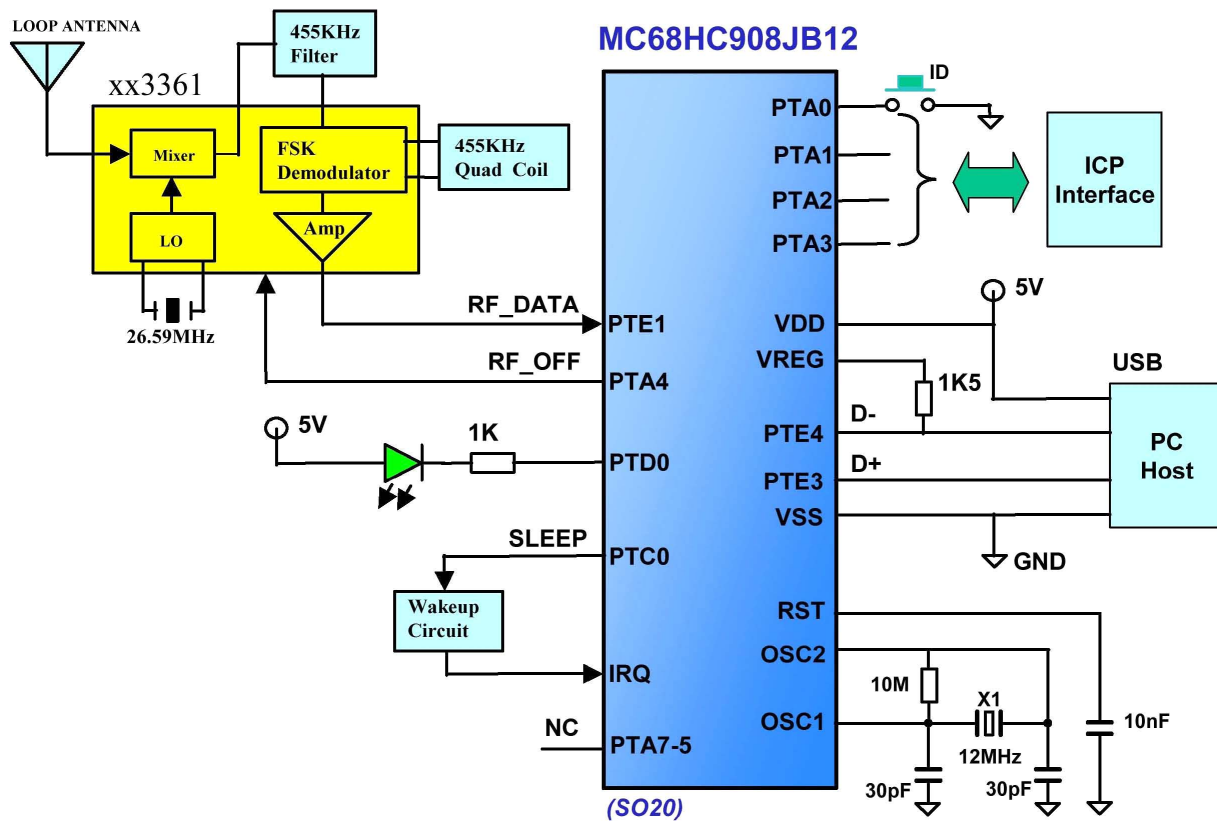 LOOP ANTENNA
455KHz
Filter
MC68HC908JB12
xx3361
Mixer
FSK
Demodulator
455KHz
Quad Coil
LO
Amp
26.59MHz
RF_DATA
RF_OFF
5V
1K
SLEEP
Wakeup
Circuit
NC
PTE1
PTA4
PTD0
PTC0
IRQ
PTA7-5
(SO20)
PTA0
PTA1
PTA2
PTA3
VDD
VREG
PTE4
PTE3
VSS
RST
OSC2
OSC1
ID
ICP
Interface
5V
1K5
USB
D-
D+
PC
Host
GND
10M
X1
12MHz
10nF
30pF
30pF